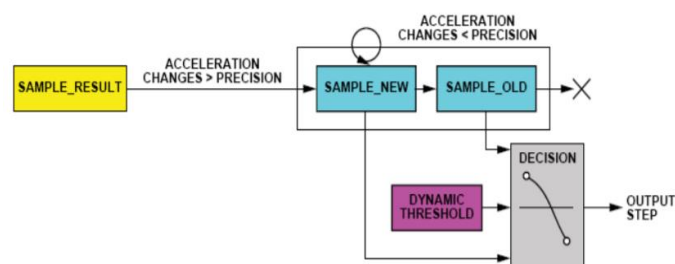 ACCELERATION
CHANGES < PRECISION
ACCELERATION
CHANGES > PRECISION
SAMPLE_RESULT
SAMPLE_NEW
SAMPLE_OLD
DECISION
DYNAMIC
THRESHOLD
OUTPUT
STEP